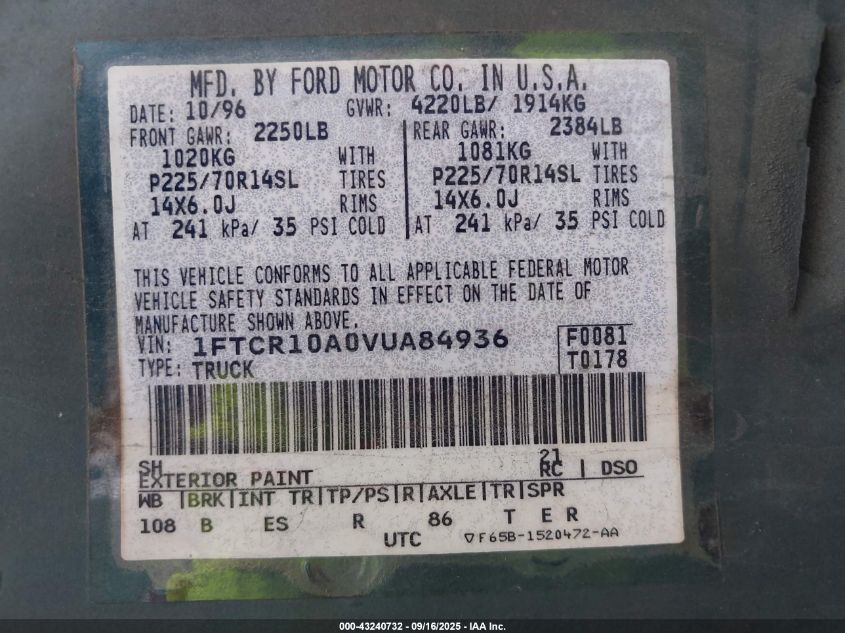 MFD. BY FORD MOTOR CO. IN U.S.A.
DATE: 10/96 GVWR: 4220LB/ 1914KG
FRONT GAWR: 2250LB REAR GAWR: 2384LB
1020KG WITH 1081KG WITH
P225/70R14SL TIRES P225/70R14SL TIRES
14X6.0J RIMS 14X6.0J RIMS
AT 241 kPa/ 35 PSI COLD AT 241 kPa/ 35 PSI COLD
THIS VEHICLE CONFORMS TO ALL APPLICABLE FEDERAL MOTOR
VEHICLE SAFETY STANDARDS IN EFFECT ON THE DATE OF
MANUFACTURE SHOWN ABOVE.
VIN: 1FTCR10A0VUA84936 F0081
TYPE: TRUCK T0178
SH 21
EXTERIOR PAINT RC | DSO
WB |BRK|INT TR|TP/PS|R|AXLE|TR|SPR
108 B ES R 86 T E R
UTC ▽F65B-1520472-AA
000-43240732 - 09/16/2025 - IAA Inc.